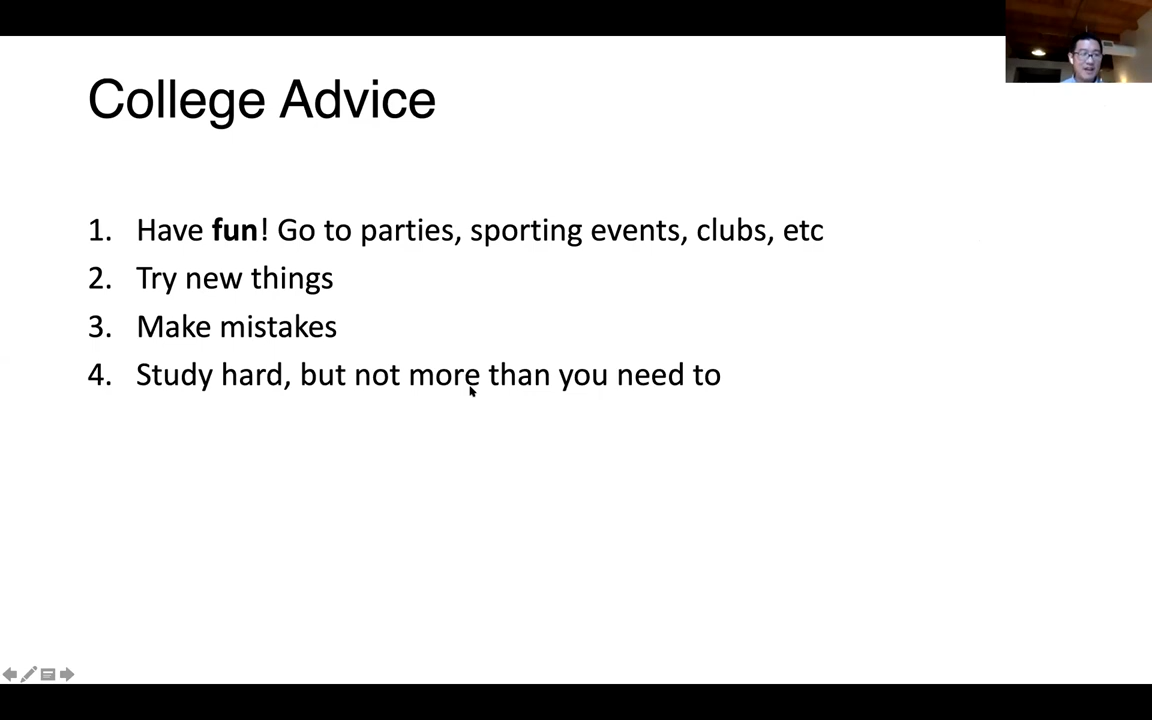 College Advice
1. Have fun! Go to parties, sporting events, clubs, etc
2. Try new things
3. Make mistakes
4. Study hard, but not more than you need to